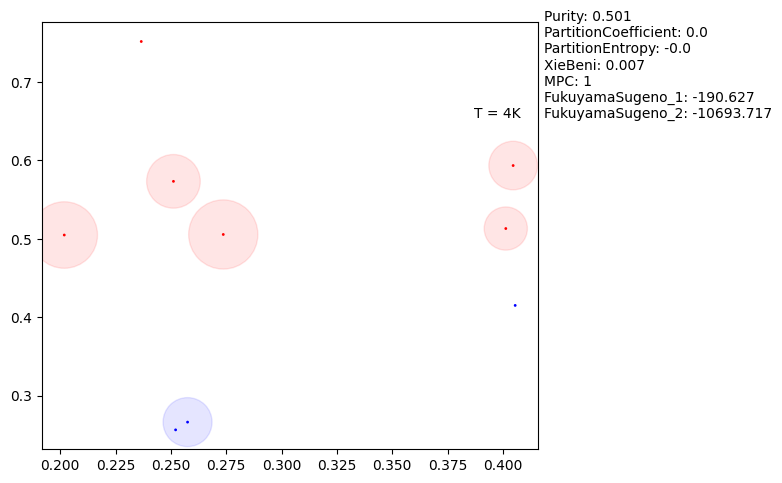 Purity: 0.501
PartitionCoefficient: 0.0
PartitionEntropy: -0.0
XieBeni: 0.007
MPC: 1
FukuyamaSugeno_1: -190.627
FukuyamaSugeno_2: -10693.717
T = 4K
0.7
0.6
0.5
0.4
0.3
0.200 0.225 0.250 0.275 0.300 0.325 0.350 0.375 0.400